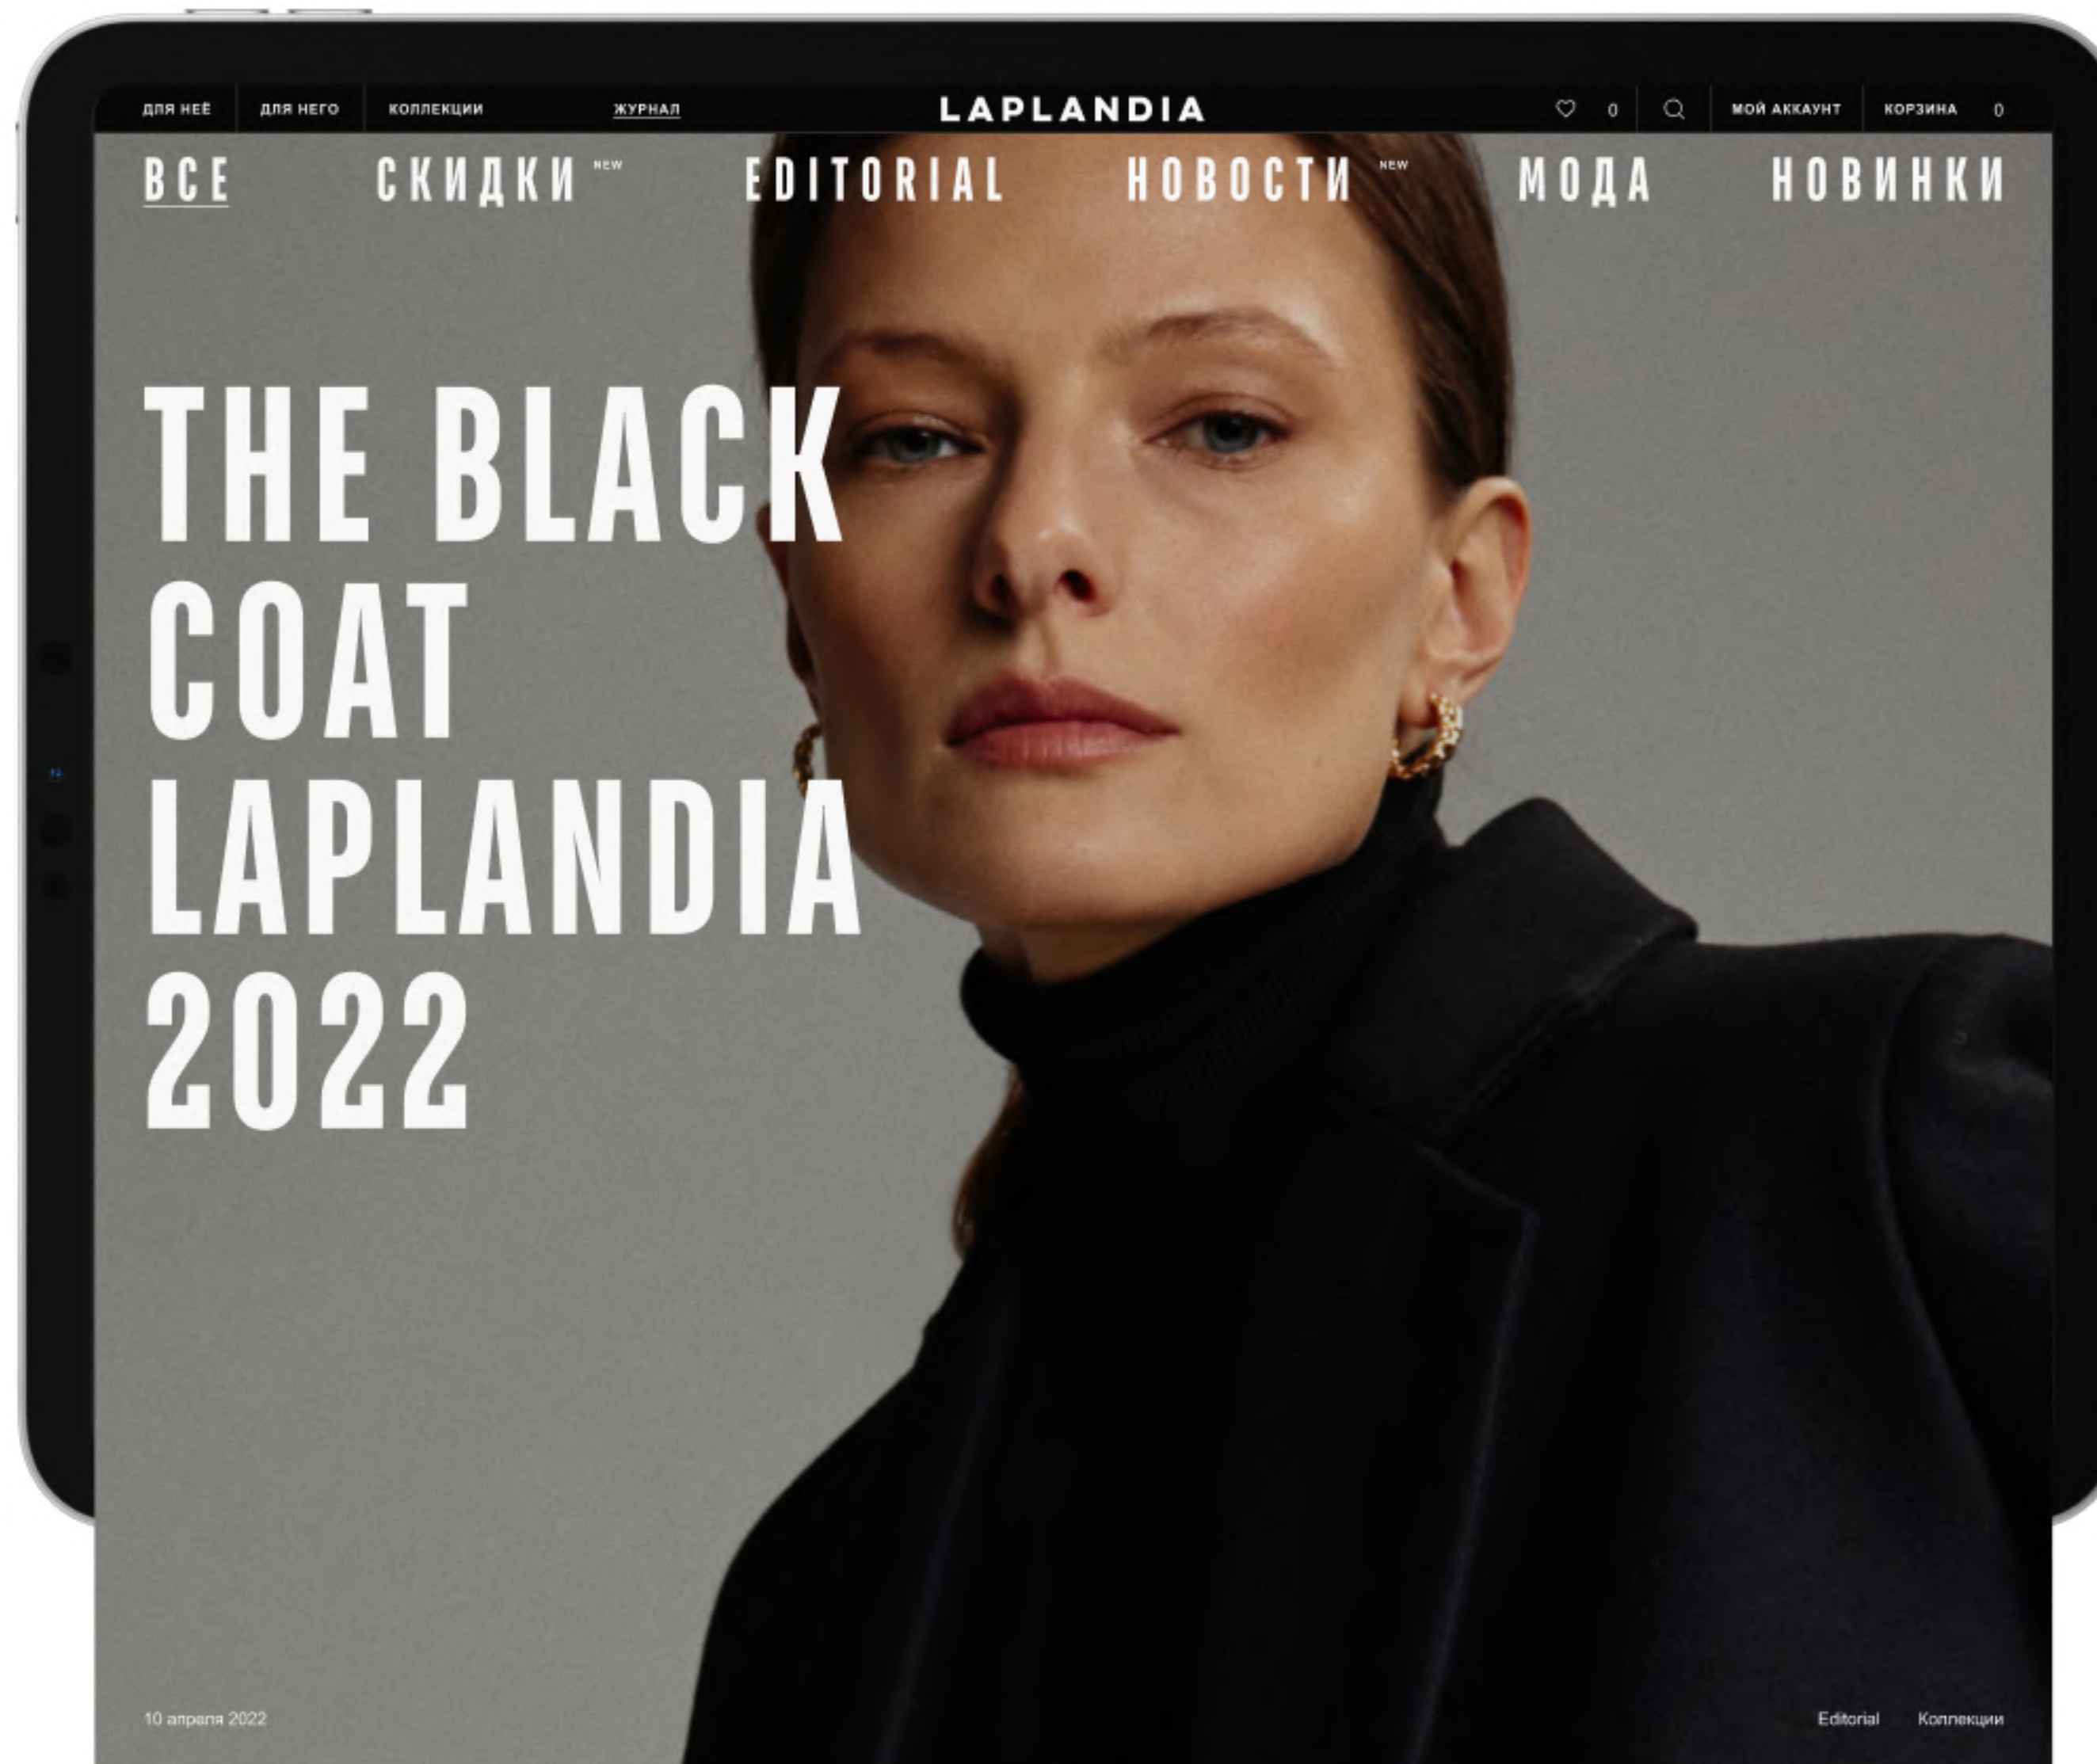 ДЛЯ НЕЁ ДЛЯ НЕГО КОЛЛЕКЦИИ ЖУРНАЛ LAPLANDIA 0 МОЙ АККАУНТ КОРЗИНА 0
ВСЕ СКИДКИ NEW EDITORIAL НОВОСТИ NEW МОДА НОВИНКИ
THE BLACK
COAT
LAPLANDIA
2022
10 апреля 2022 Editorial Коллекции